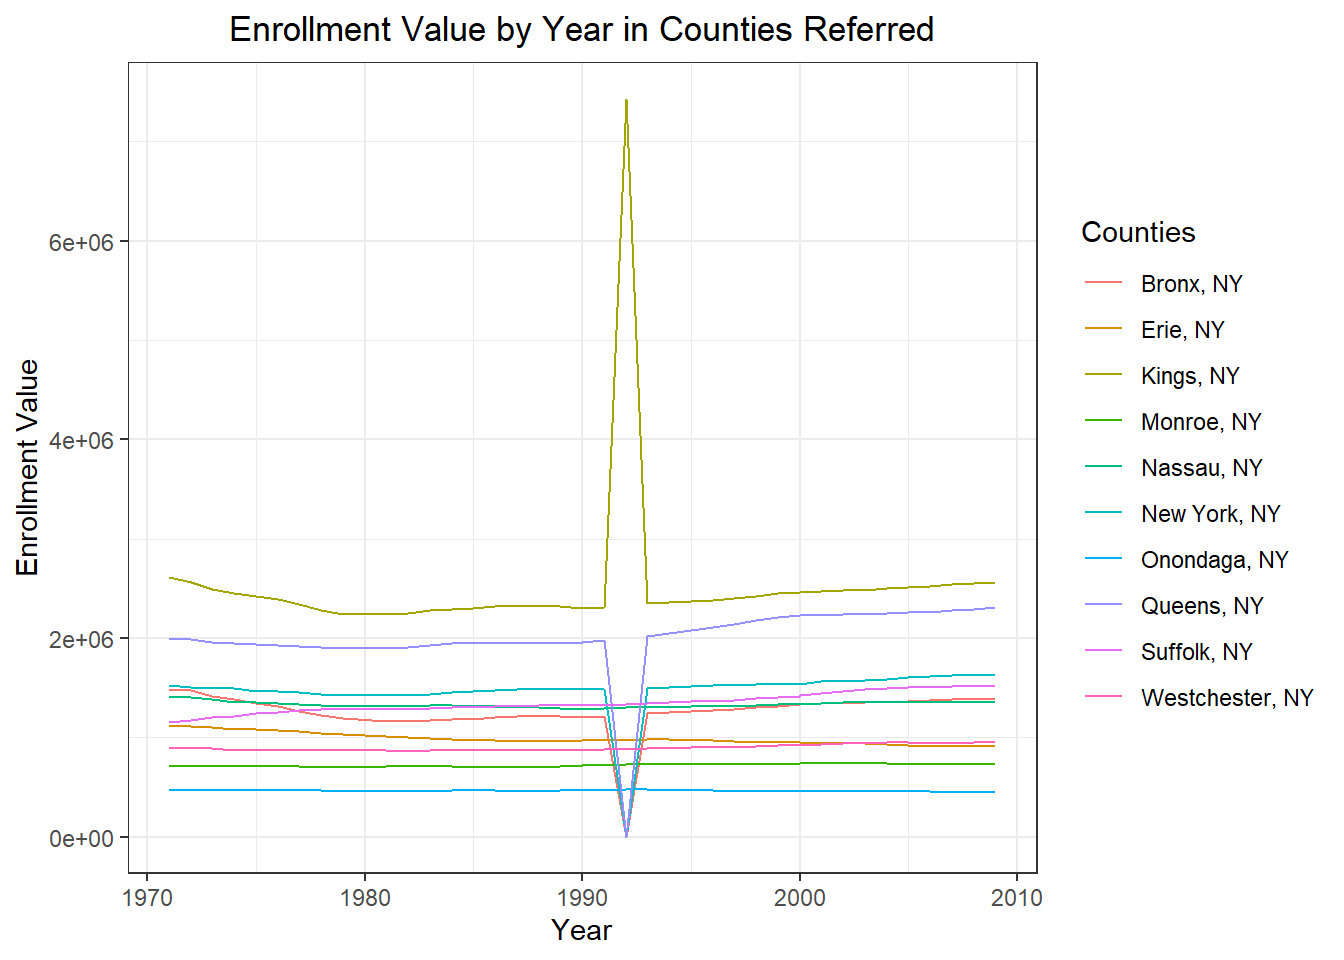 Enrollment Value by Year in Counties Referred
Enrollment Value
6e+06
4e+06
2e+06
0e+00
1970
1980
1990
2000
2010
Year
Counties
Bronx, NY
Erie, NY
Kings, NY
Monroe, NY
Nassau, NY
New York, NY
Onondaga, NY
Queens, NY
Suffolk, NY
Westchester, NY